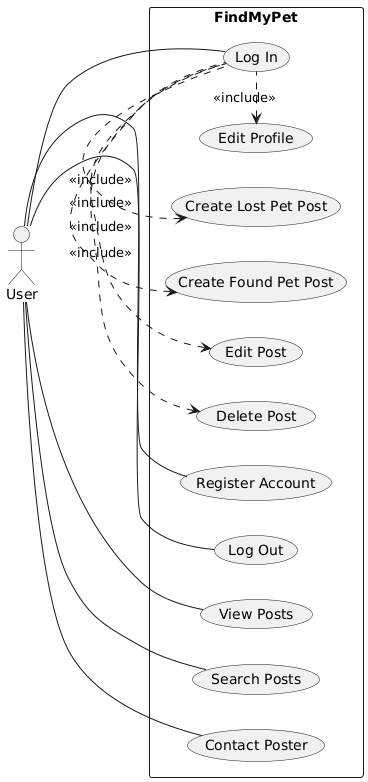 FindMyPet
Log In
«include»
Edit Profile
«include»
Create Lost Pet Post
«include»
«include»
«include»
Create Found Pet Post
User
Edit Post
Delete Post
Register Account
Log Out
View Posts
Search Posts
Contact Poster